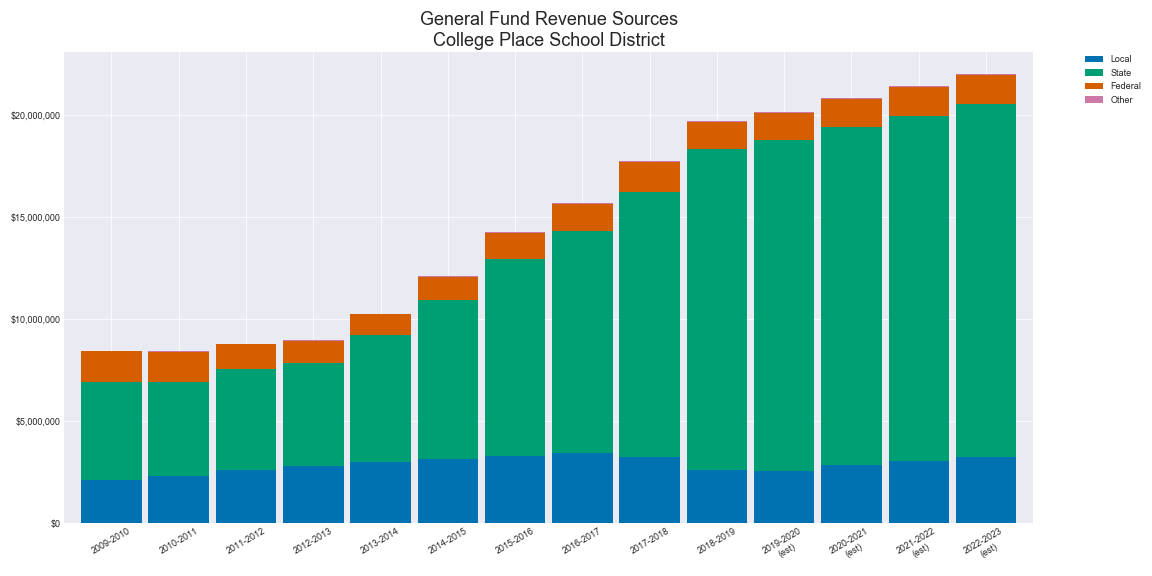 General Fund Revenue Sources
College Place School District
Local
State
Federal
Other
$20,000,000
$15,000,000
$10,000,000
$5,000,000
$0
2009-2010
2010-2011
2011-2012
2012-2013
2013-2014
2014-2015
2015-2016
2016-2017
2017-2018
2018-2019
2019-2020
(est)
2020-2021
(est)
2021-2022
(est)
2022-2023
(est)